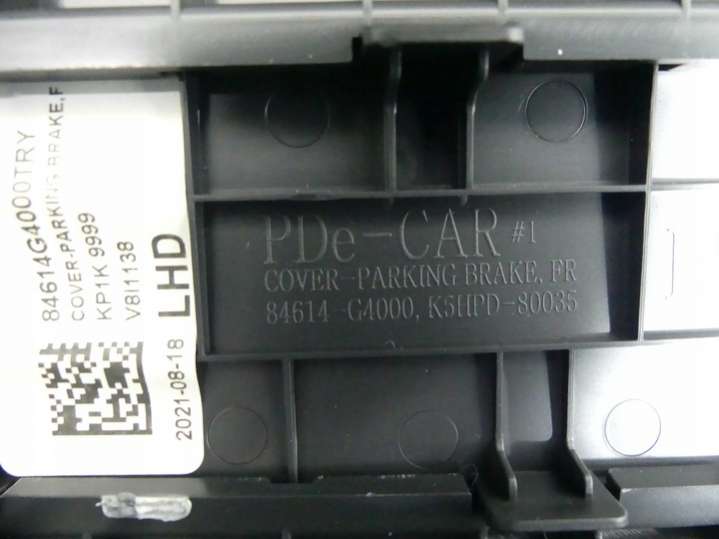 84614G4000TRY
COVER-PARKING BRAKE,F
KP1K 9999
V8I1138
LHD
2021-08-18
PDe-CAR #1
COVER-PARKING BRAKE, FR
84614-G4000, K5HPD-80035